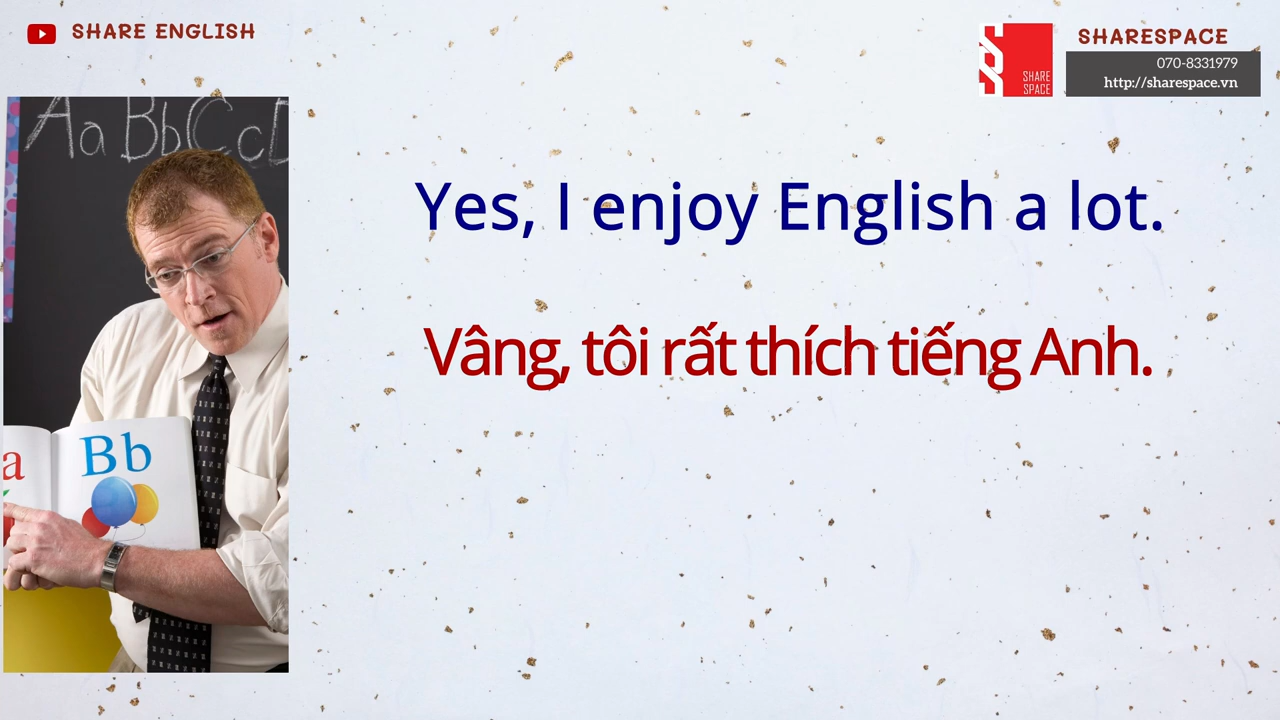 SHARE ENGLISH
SHARESPACE
SHARE
SPACE
070-8331979
http://sharespace.vn
Aa Bb Cc D
Yes, I enjoy English a lot.
Vâng, tôi rất thích tiếng Anh.
a
Bb